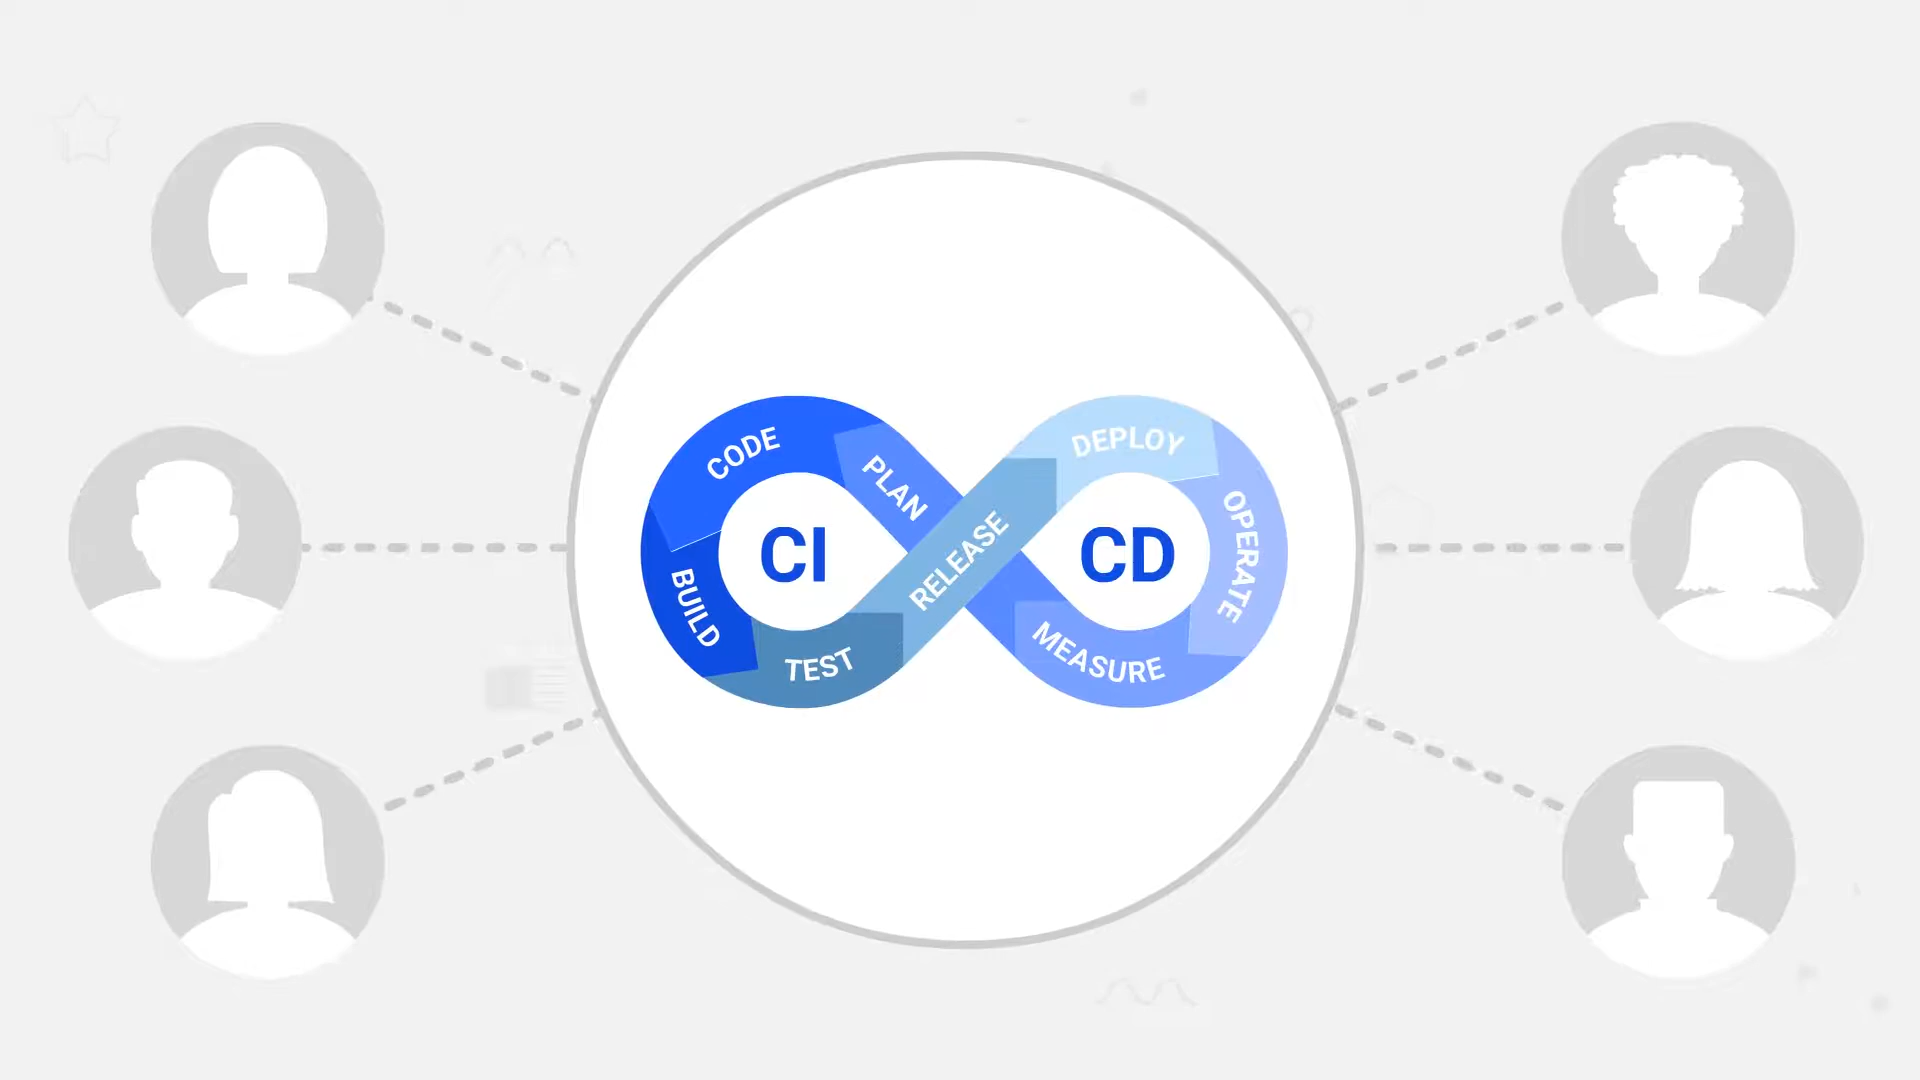 CODE
PLAN
BUILD
TEST
RELEASE
DEPLOY
OPERATE
MEASURE
CI
CD